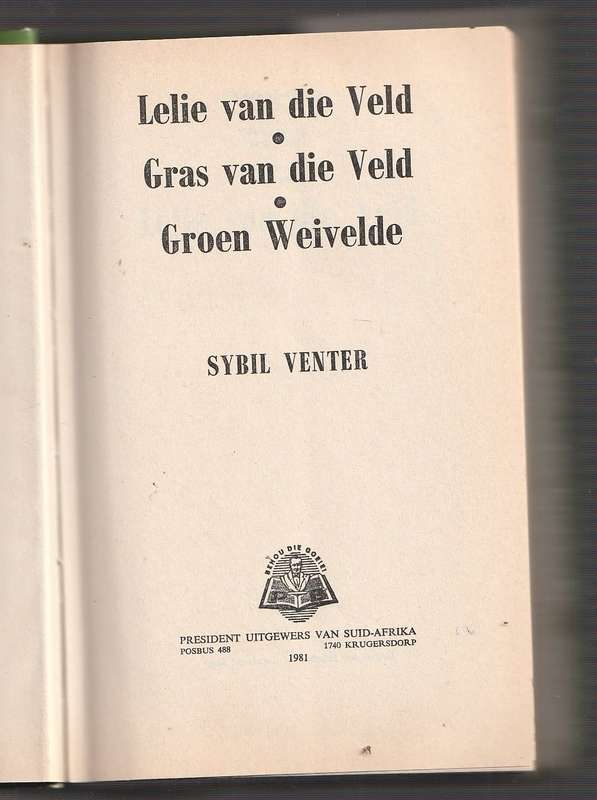 Lelie van die Veld
Gras van die Veld
Groen Weivelde
SYBIL VENTER
BEHOU DIE GOEIE!
P B
PRESIDENT UITGEWERS VAN SUID-AFRIKA
POSBUS 488 1740 KRUGERSDORP
1981